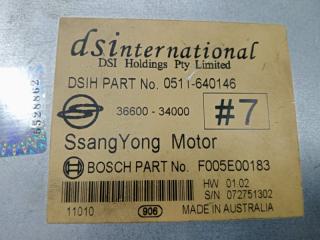 dsinternational
DSI Holdings Pty Limited
DSIH PART No. 0511-640146
36600 - 34000
#7
SsangYong Motor
BOSCH PART No. F005E00183
HW 01.02
S/N 072751302
11010
906
MADE IN AUSTRALIA
6528862